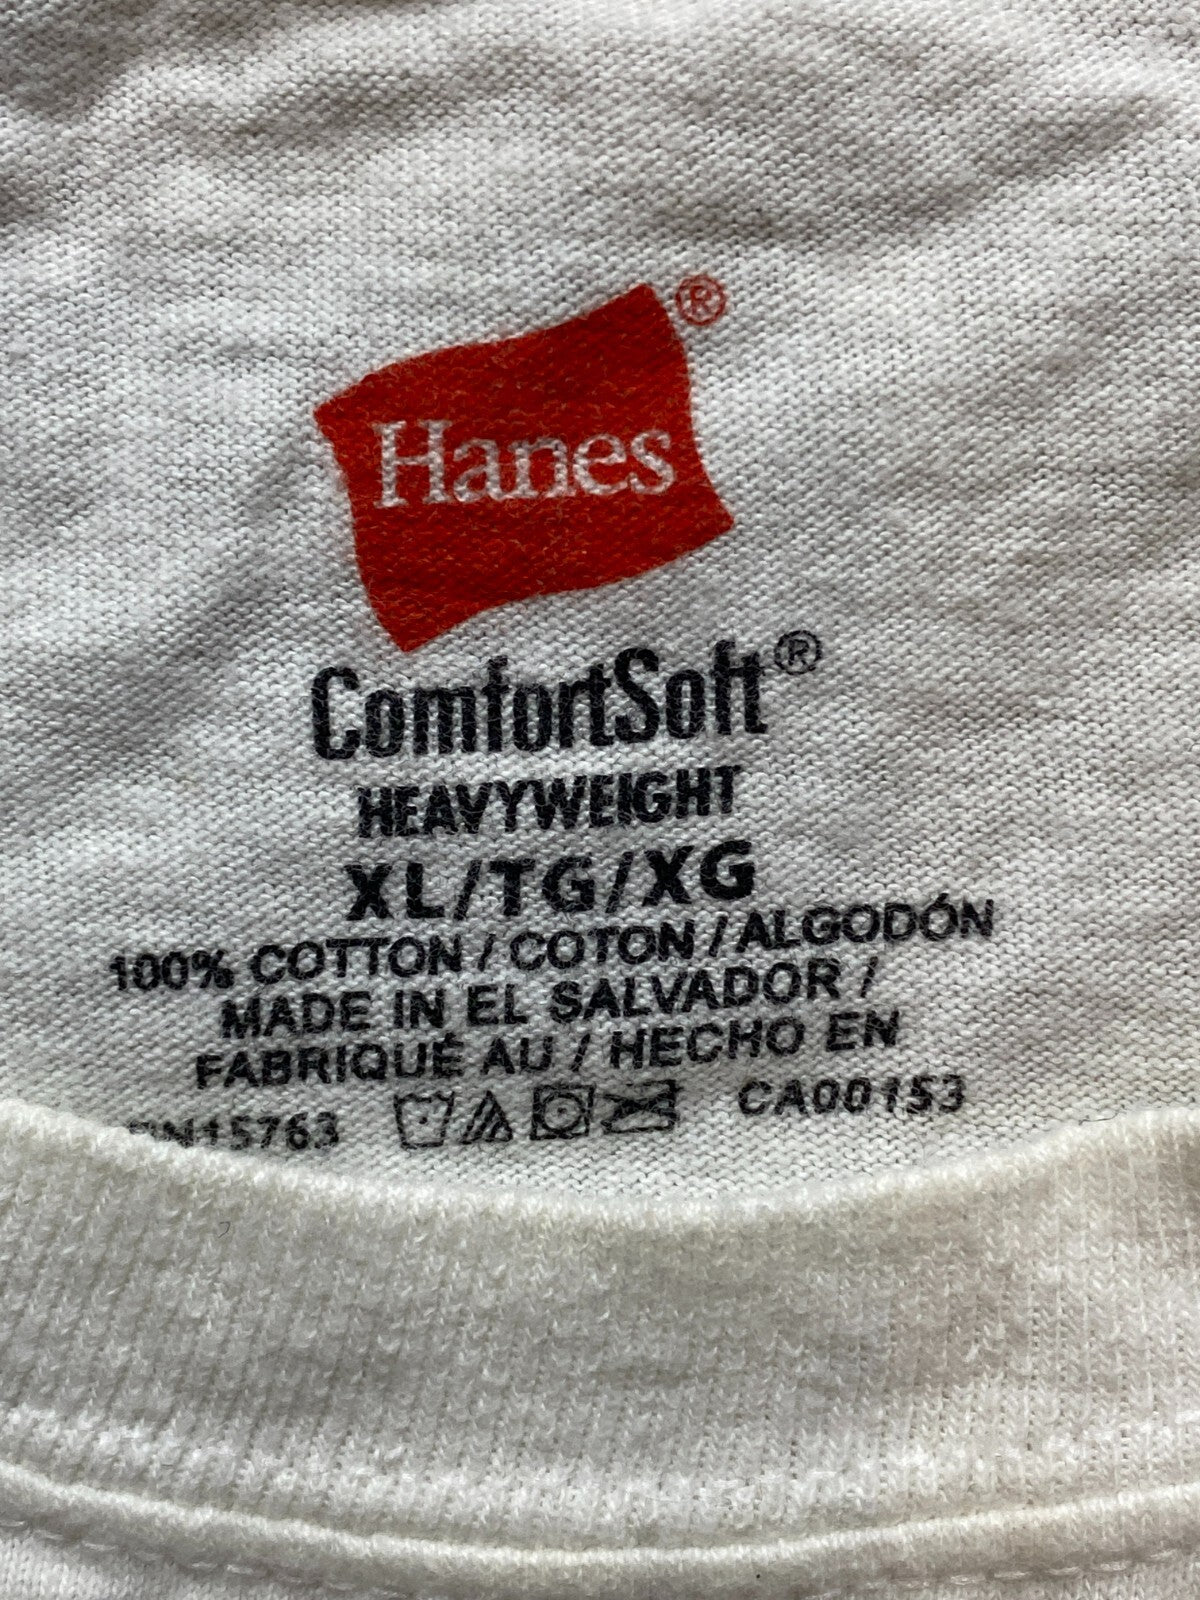 Hanes®
ComfortSoft®
HEAVYWEIGHT
XL/TG/XG
100% COTTON / COTON / ALGODÓN
MADE IN EL SALVADOR /
FABRIQUÉ AU / HECHO EN
RN15763 CA00153